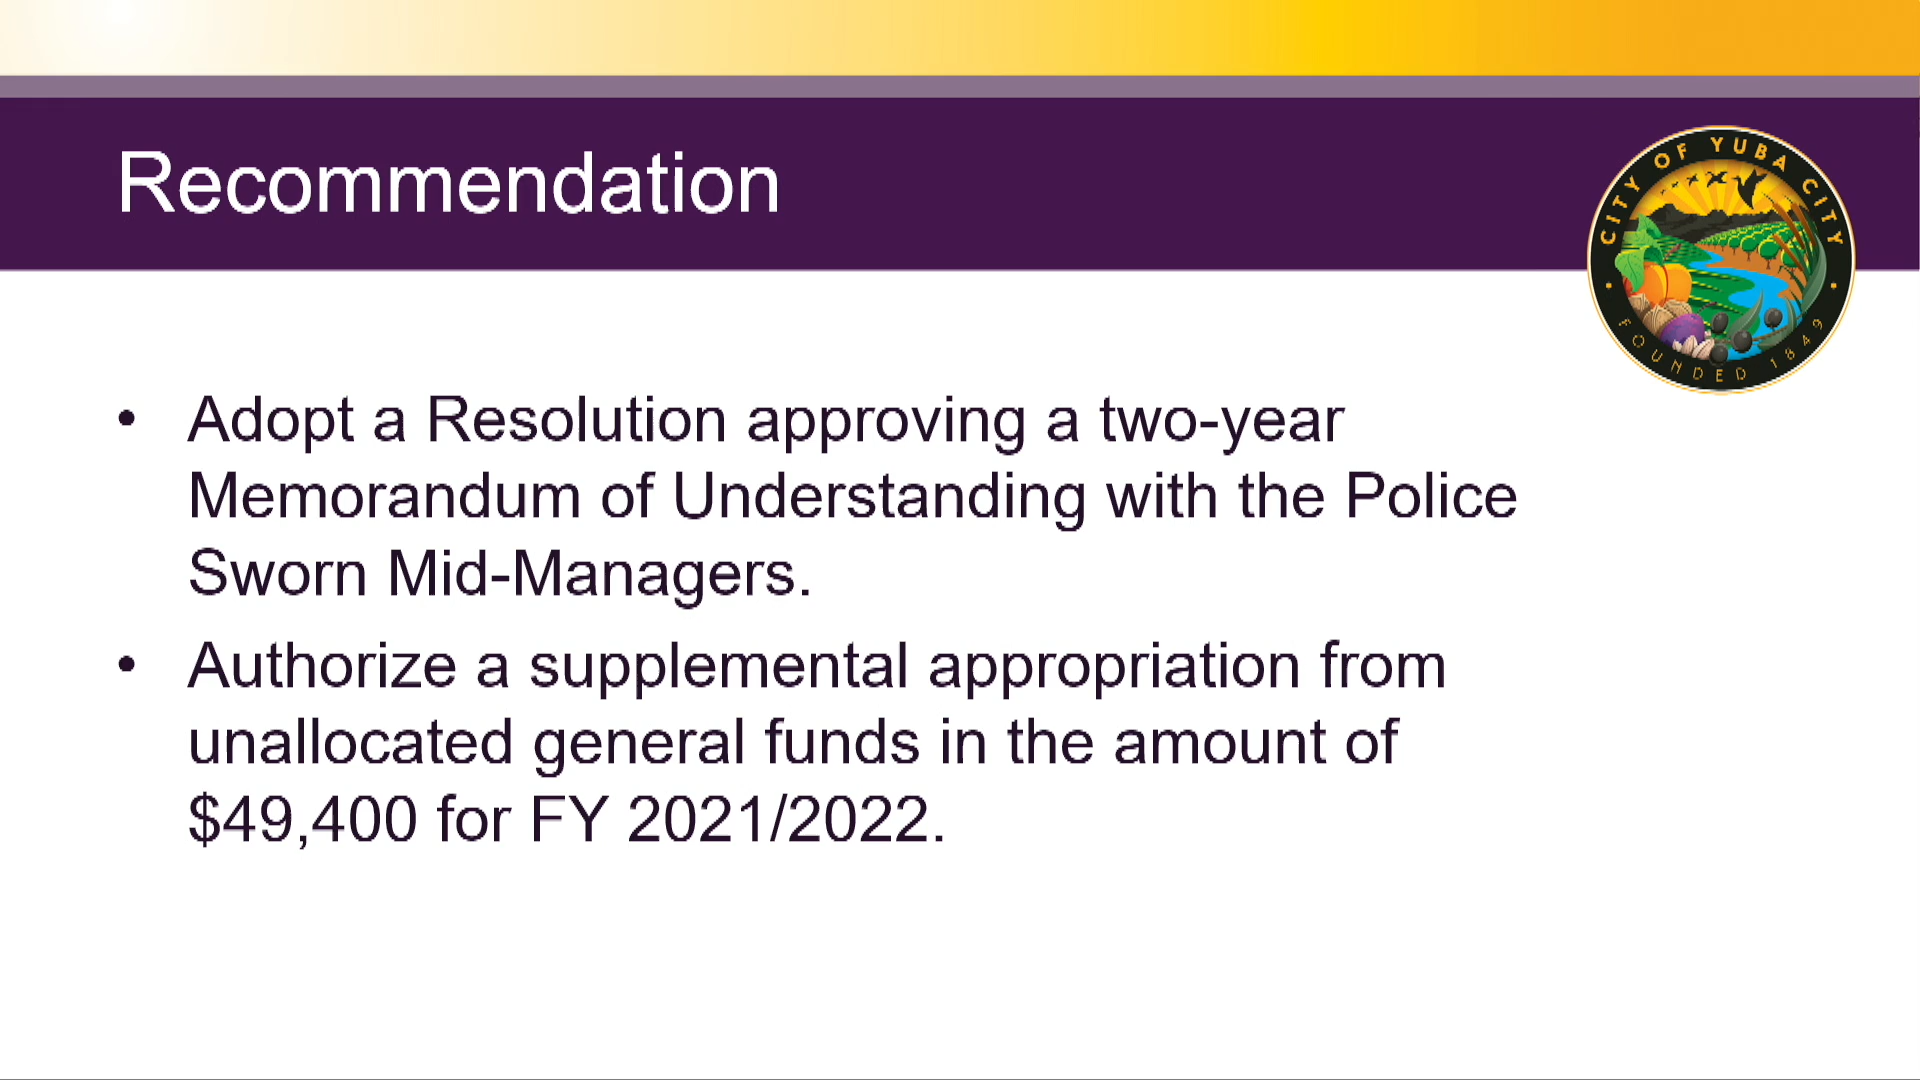 Recommendation
CITY OF YUBA CITY
FOUNDED 1849
• Adopt a Resolution approving a two-year
Memorandum of Understanding with the Police
Sworn Mid-Managers.
• Authorize a supplemental appropriation from
unallocated general funds in the amount of
$49,400 for FY 2021/2022.